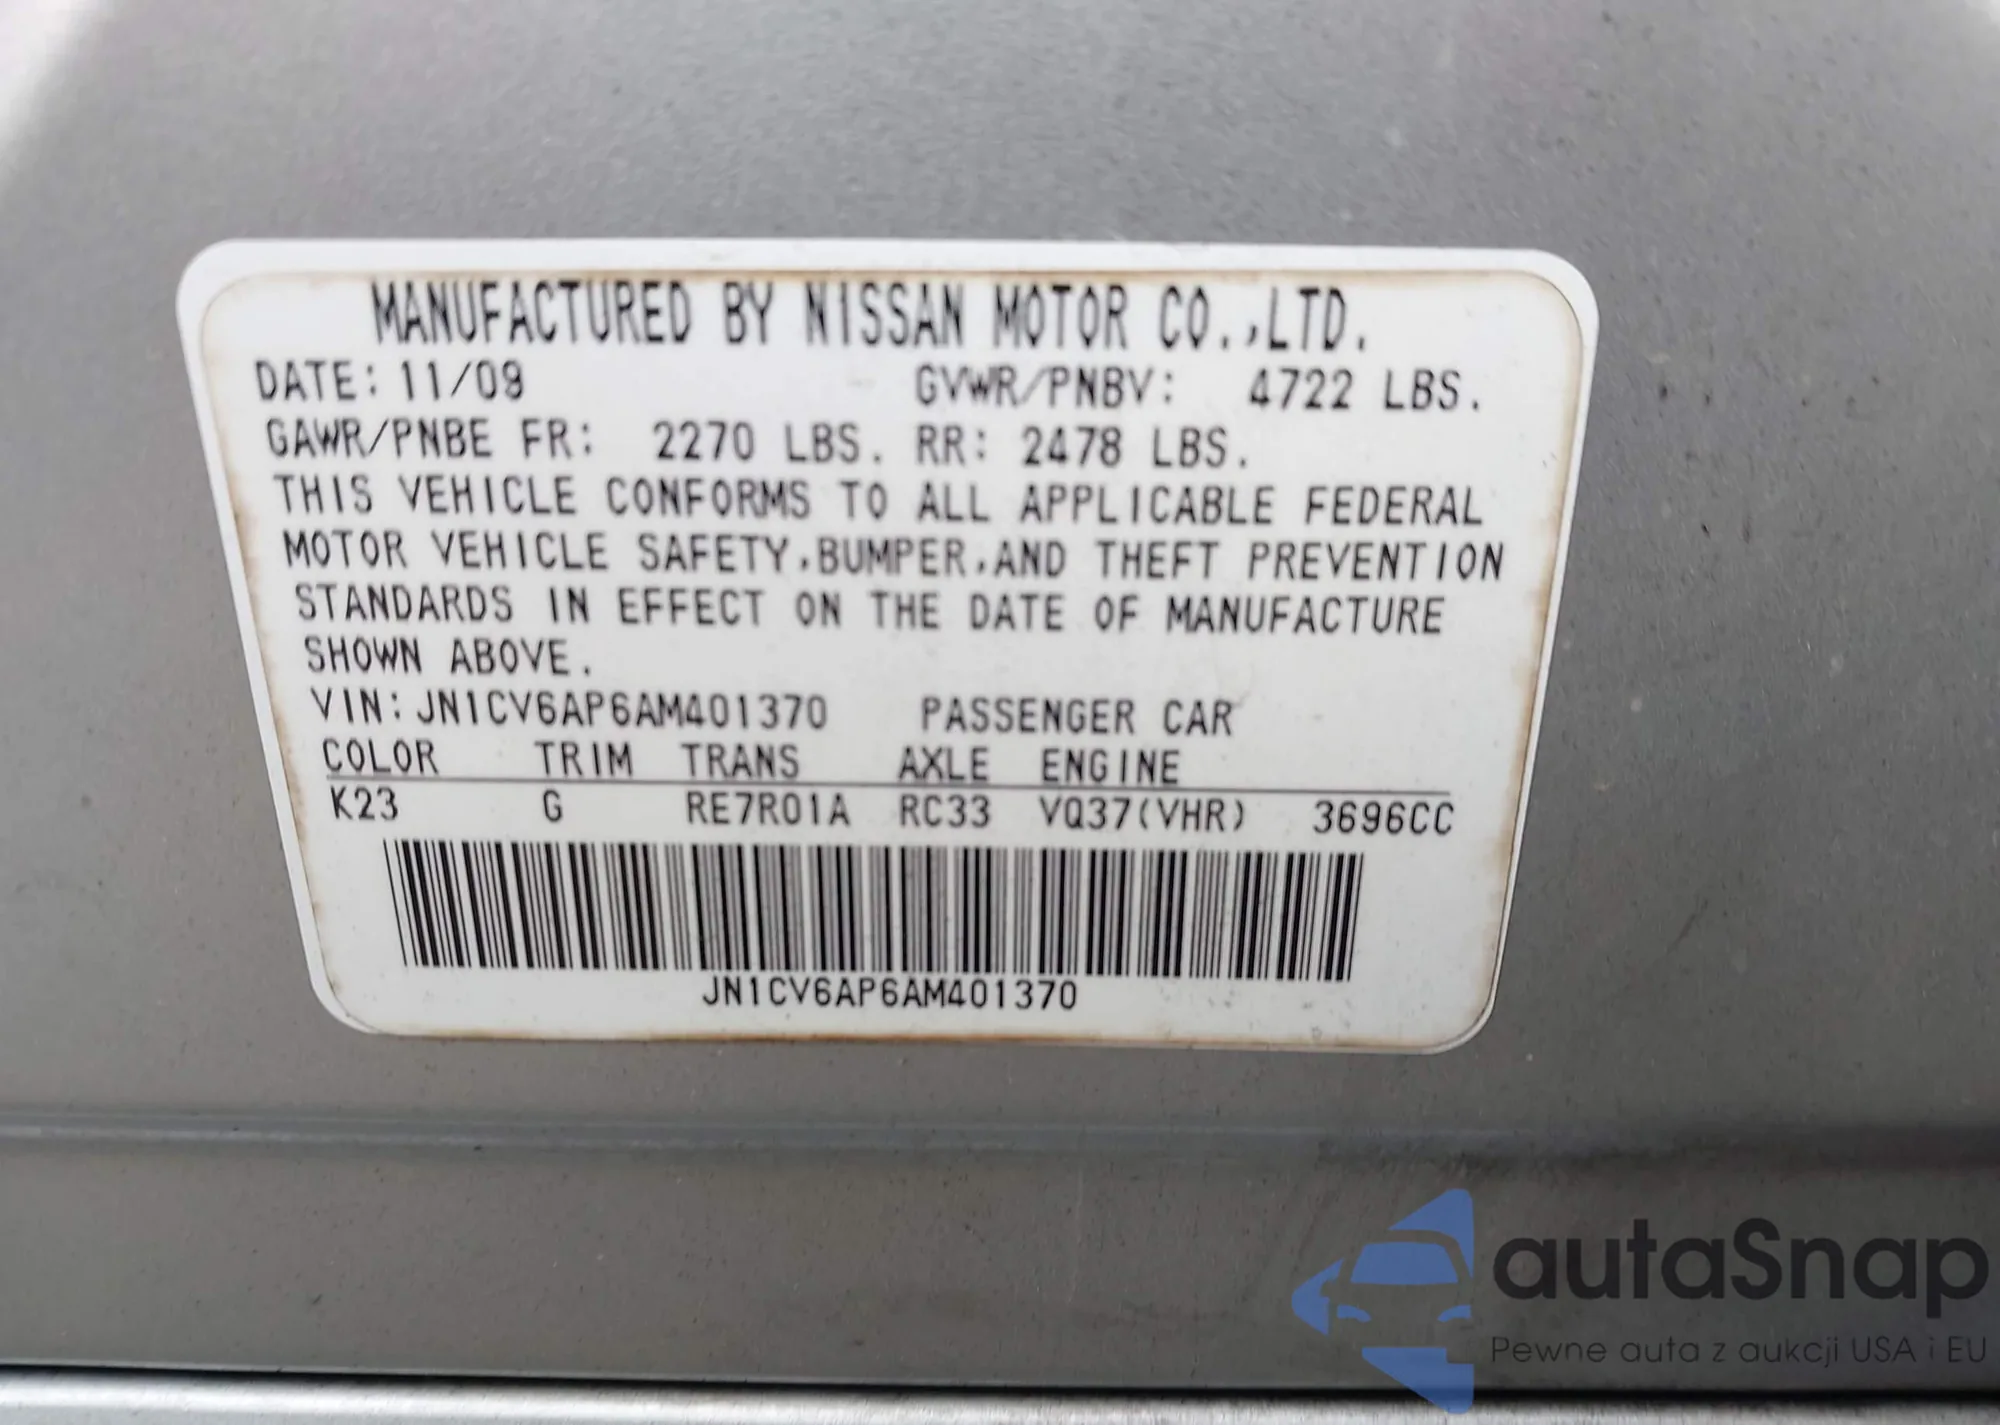 MANUFACTURED BY NISSAN MOTOR CO.,LTD.
DATE: 11/09 GVWR/PNBV: 4722 LBS.
GAWR/PNBE FR: 2270 LBS. RR: 2478 LBS.
THIS VEHICLE CONFORMS TO ALL APPLICABLE FEDERAL
MOTOR VEHICLE SAFETY,BUMPER,AND THEFT PREVENTION
STANDARDS IN EFFECT ON THE DATE OF MANUFACTURE
SHOWN ABOVE.
VIN: JN1CV6AP6AM401370 PASSENGER CAR
COLOR TRIM TRANS AXLE ENGINE
K23 G RE7R01A RC33 VQ37(VHR) 3696CC
JN1CV6AP6AM401370
autaSnap
Pewne auta z aukcji USA i EU